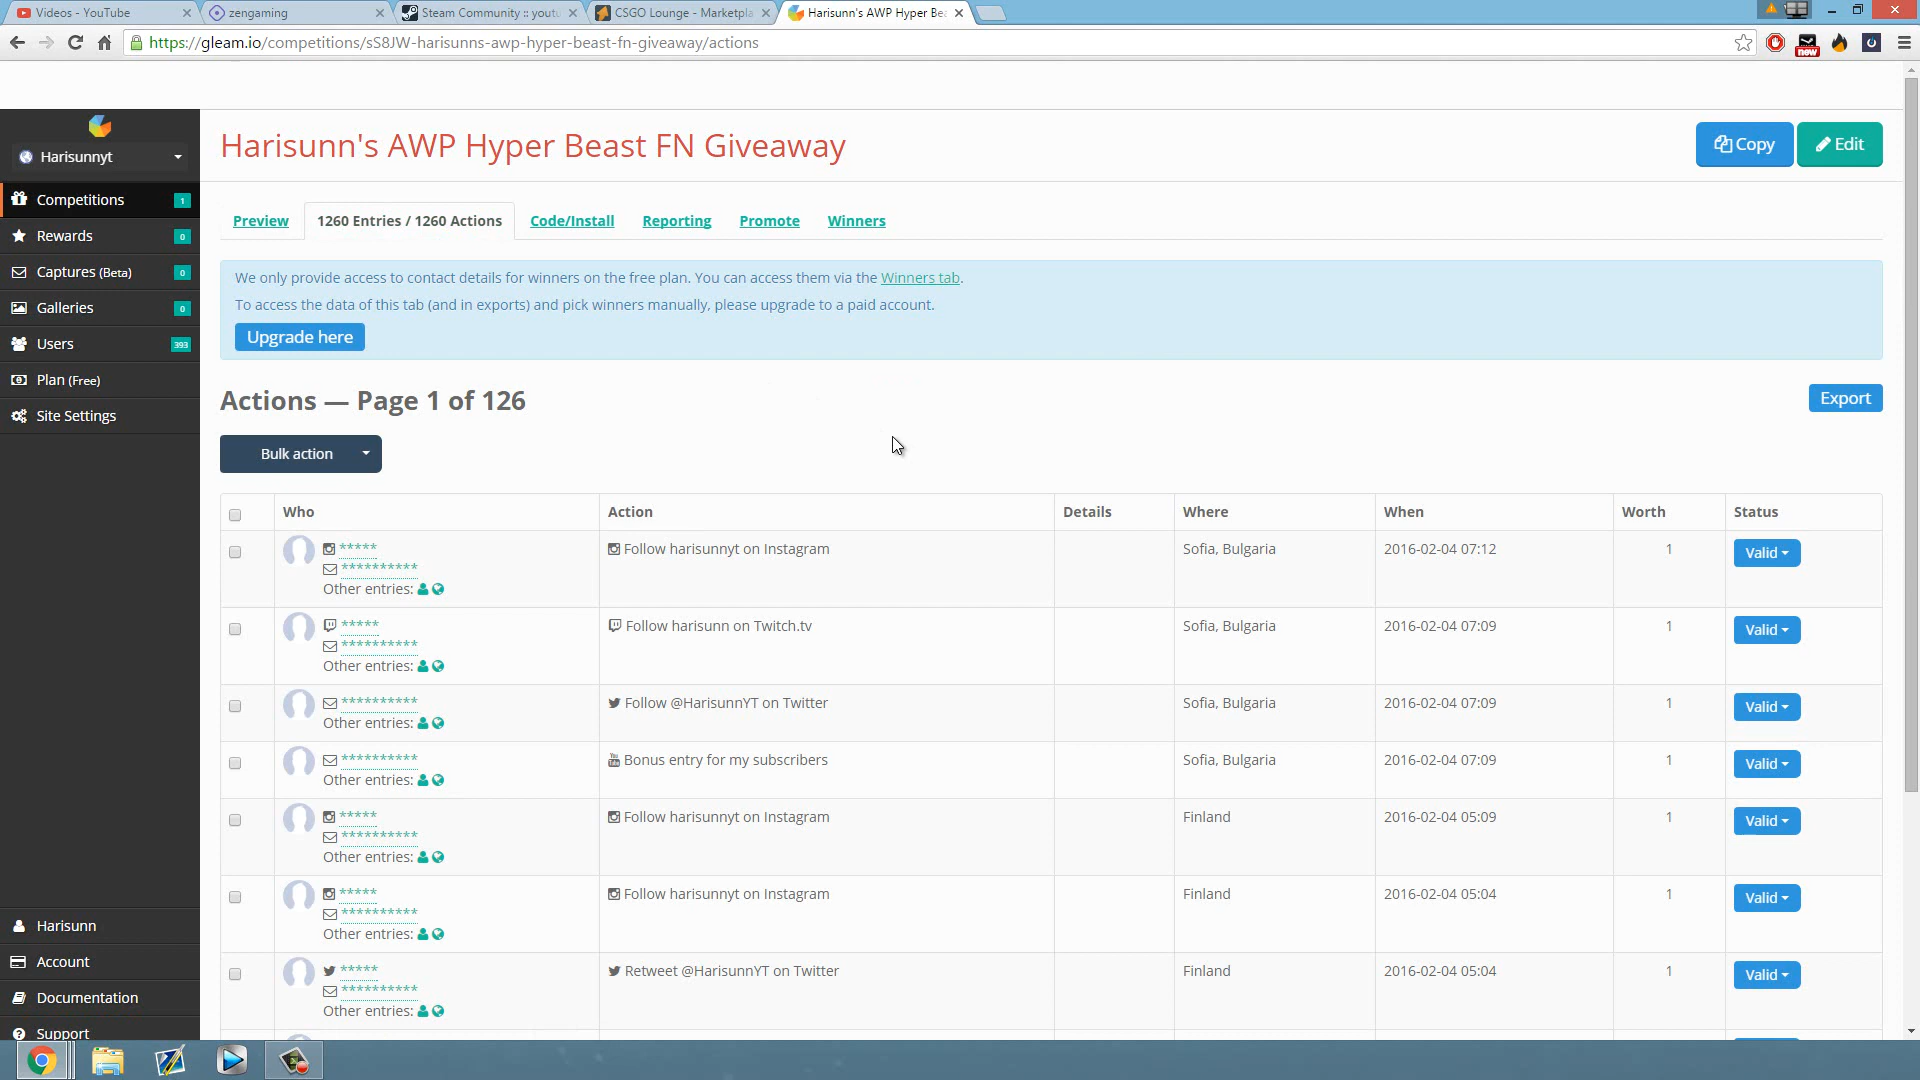 Videos - YouTube
zengaming
Steam Community :: youtu
CSGO Lounge - Marketpla
Harisunn's AWP Hyper Bea
https://gleam.io/competitions/sS8JW-harisunns-awp-hyper-beast-fn-giveaway/actions
new
Harisunnyt
Harisunn's AWP Hyper Beast FN Giveaway
Copy
Edit
Competitions 1
Rewards 0
Captures (Beta) 0
Galleries 0
Users 393
Plan (Free)
Site Settings
Preview
1260 Entries / 1260 Actions
Code/Install
Reporting
Promote
Winners
We only provide access to contact details for winners on the free plan. You can access them via the Winners tab.
To access the data of this tab (and in exports) and pick winners manually, please upgrade to a paid account.
Upgrade here
Actions — Page 1 of 126
Export
Bulk action
Who Action Details Where When Worth Status
***** Follow harisunnyt on Instagram Sofia, Bulgaria 2016-02-04 07:12 1 Valid
**********
Other entries:
***** Follow harisunn on Twitch.tv Sofia, Bulgaria 2016-02-04 07:09 1 Valid
**********
Other entries:
********** Follow @HarisunnYT on Twitter Sofia, Bulgaria 2016-02-04 07:09 1 Valid
Other entries:
********** Bonus entry for my subscribers Sofia, Bulgaria 2016-02-04 07:09 1 Valid
Other entries:
***** Follow harisunnyt on Instagram Finland 2016-02-04 05:09 1 Valid
**********
Other entries:
***** Follow harisunnyt on Instagram Finland 2016-02-04 05:04 1 Valid
**********
Other entries:
***** Retweet @HarisunnYT on Twitter Finland 2016-02-04 05:04 1 Valid
**********
Other entries:
Harisunn
Account
Documentation
Support